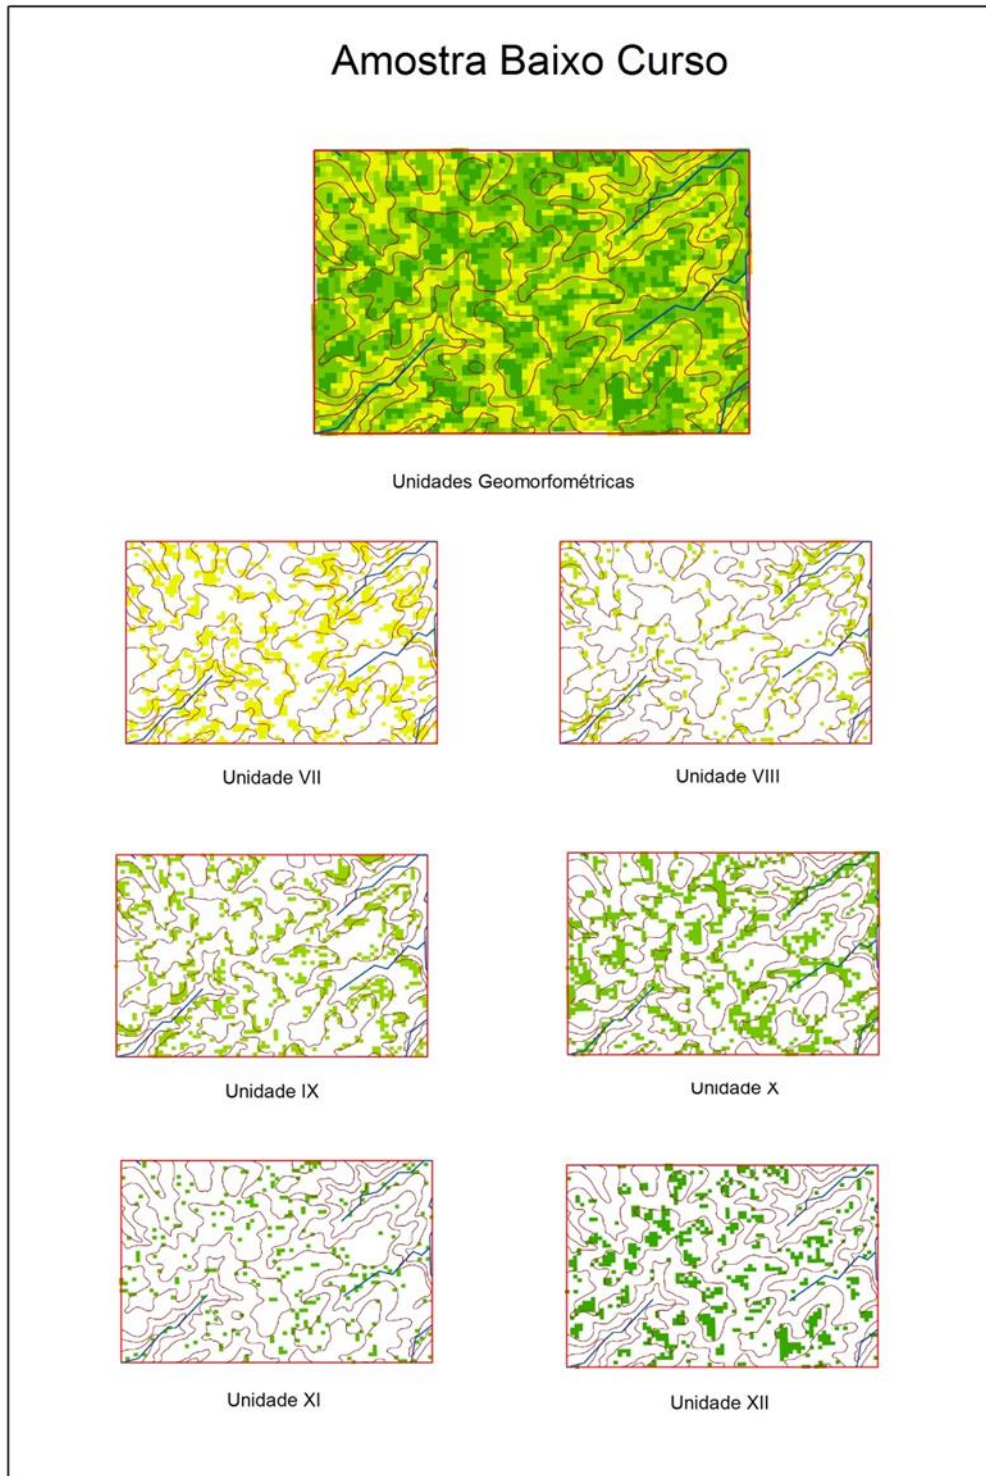 Amostra Baixo Curso
Unidades Geomorfométricas
Unidade VII
Unidade VIII
Unidade IX
Unidade X
Unidade XI
Unidade XII